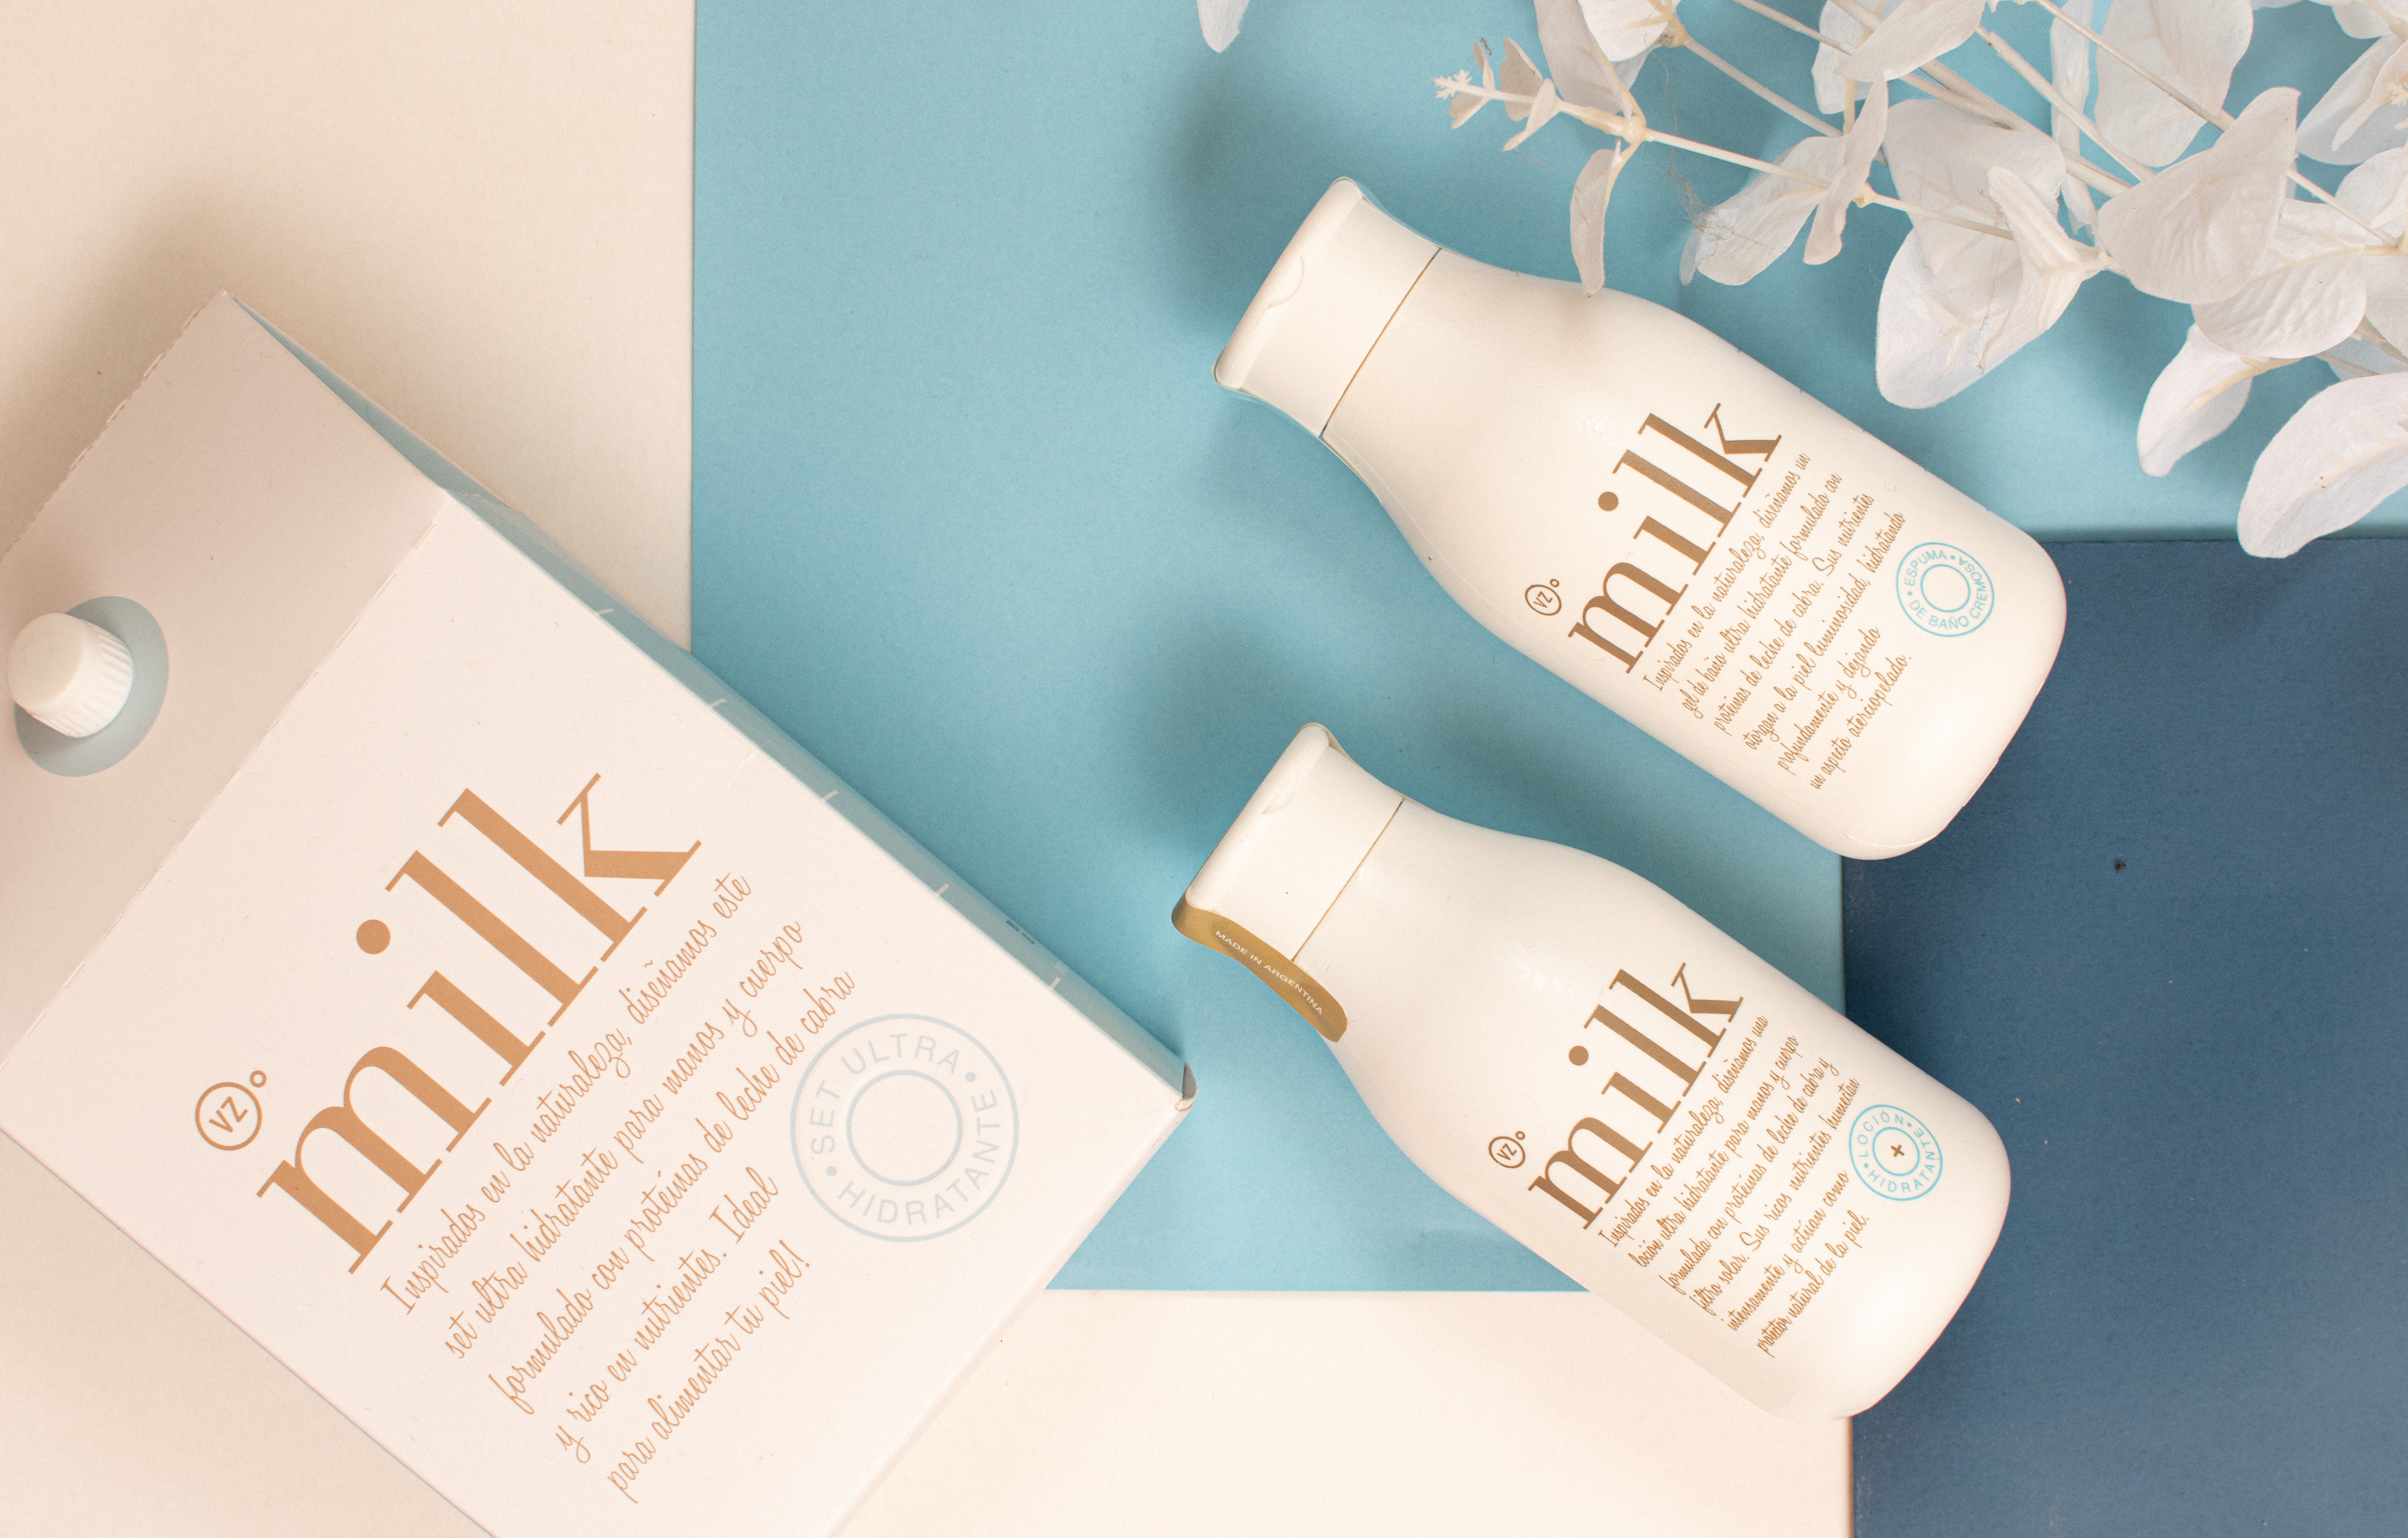 VZ
milk
Inspirados en la naturaleza, diseñamos este
set ultra hidratante para manos y cuerpo
formulado con proteínas de leche de cabra
y rico en nutrientes. Ideal
para alimentar tu piel!
• SET ULTRA •
HIDRATANTE
VZ
milk
Inspirados en la naturaleza, diseñamos un
gel de baño ultra hidratante formulado con
proteínas de leche de cabra. Sus nutrientes
otorgan a la piel luminosidad, hidratando
profundamente y dejando
un aspecto aterciopelado.
• ESPUMA •
DE BAÑO CREMOSA
MADE IN ARGENTINA
VZ
milk
Inspirados en la naturaleza, diseñamos una
loción ultra hidratante para manos y cuerpo
formulada con proteínas de leche de cabra y
filtro solar. Sus ricos nutrientes humectan
intensamente y actúan como
protector natural de la piel.
• LOCIÓN •
HIDRATANTE
+